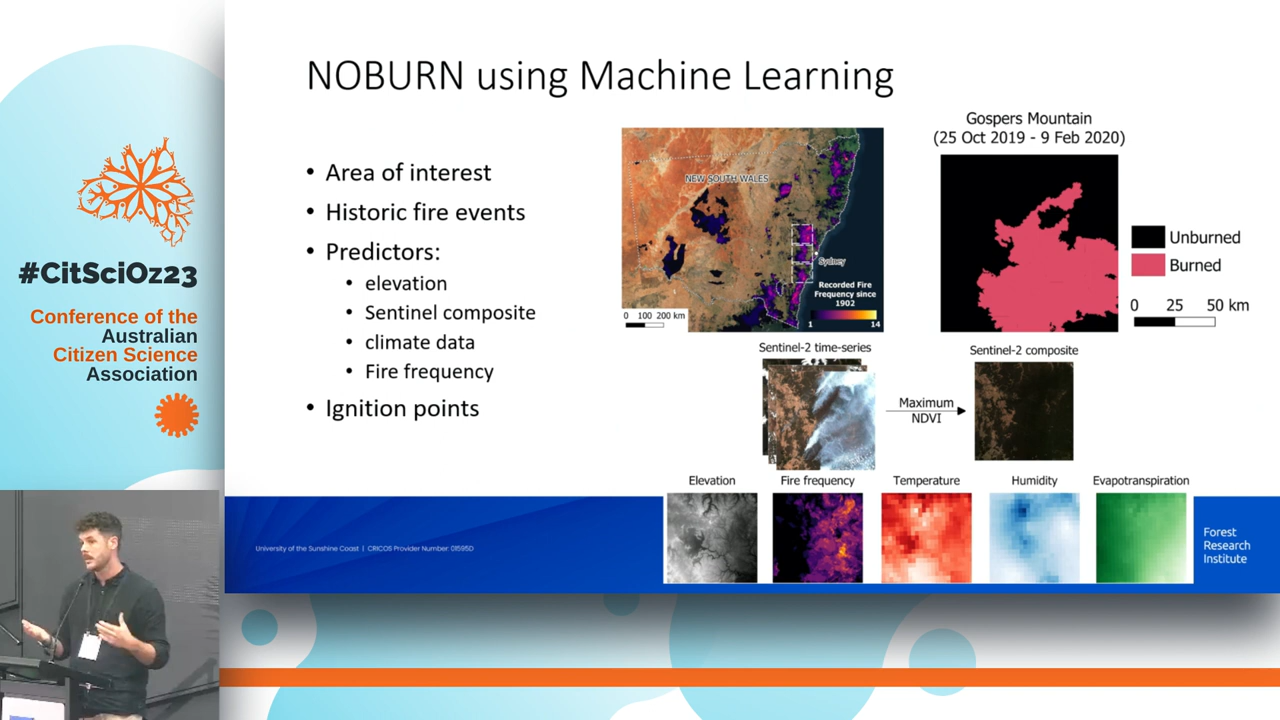 #CitSciOz23
Conference of the
Australian
Citizen Science
Association
NOBURN using Machine Learning
• Area of interest
• Historic fire events
• Predictors:
• elevation
• Sentinel composite
• climate data
• Fire frequency
• Ignition points
NEW SOUTH WALES
Sydney
Recorded Fire
Frequency since
1902
1 14
0 100 200 km
Gospers Mountain
(25 Oct 2019 - 9 Feb 2020)
Unburned
Burned
0 25 50 km
Sentinel-2 time-series
Maximum
NDVI
Sentinel-2 composite
Elevation
Fire frequency
Temperature
Humidity
Evapotranspiration
University of the Sunshine Coast | CRICOS Provider Number: 01595D
Forest
Research
Institute